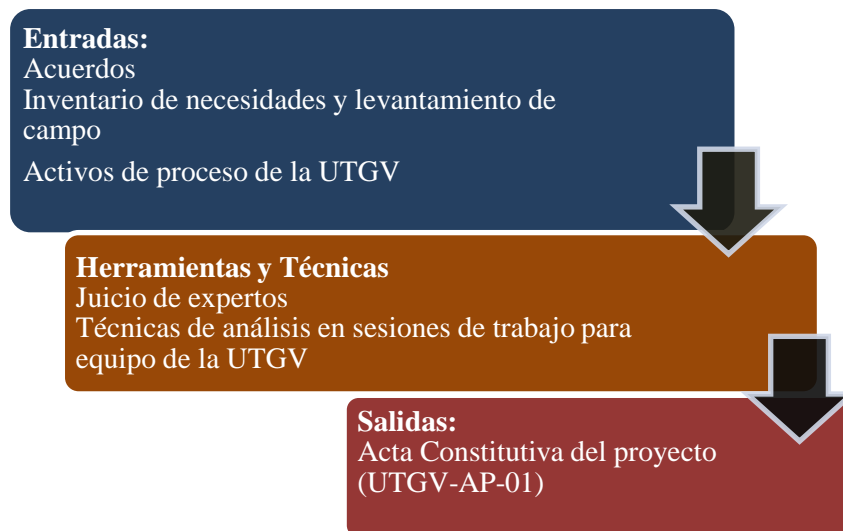 Entradas:
Acuerdos
Inventario de necesidades y levantamiento de
campo
Activos de proceso de la UTGV
Herramientas y Técnicas
Juicio de expertos
Técnicas de análisis en sesiones de trabajo para
equipo de la UTGV
Salidas:
Acta Constitutiva del proyecto
(UTGV-AP-01)